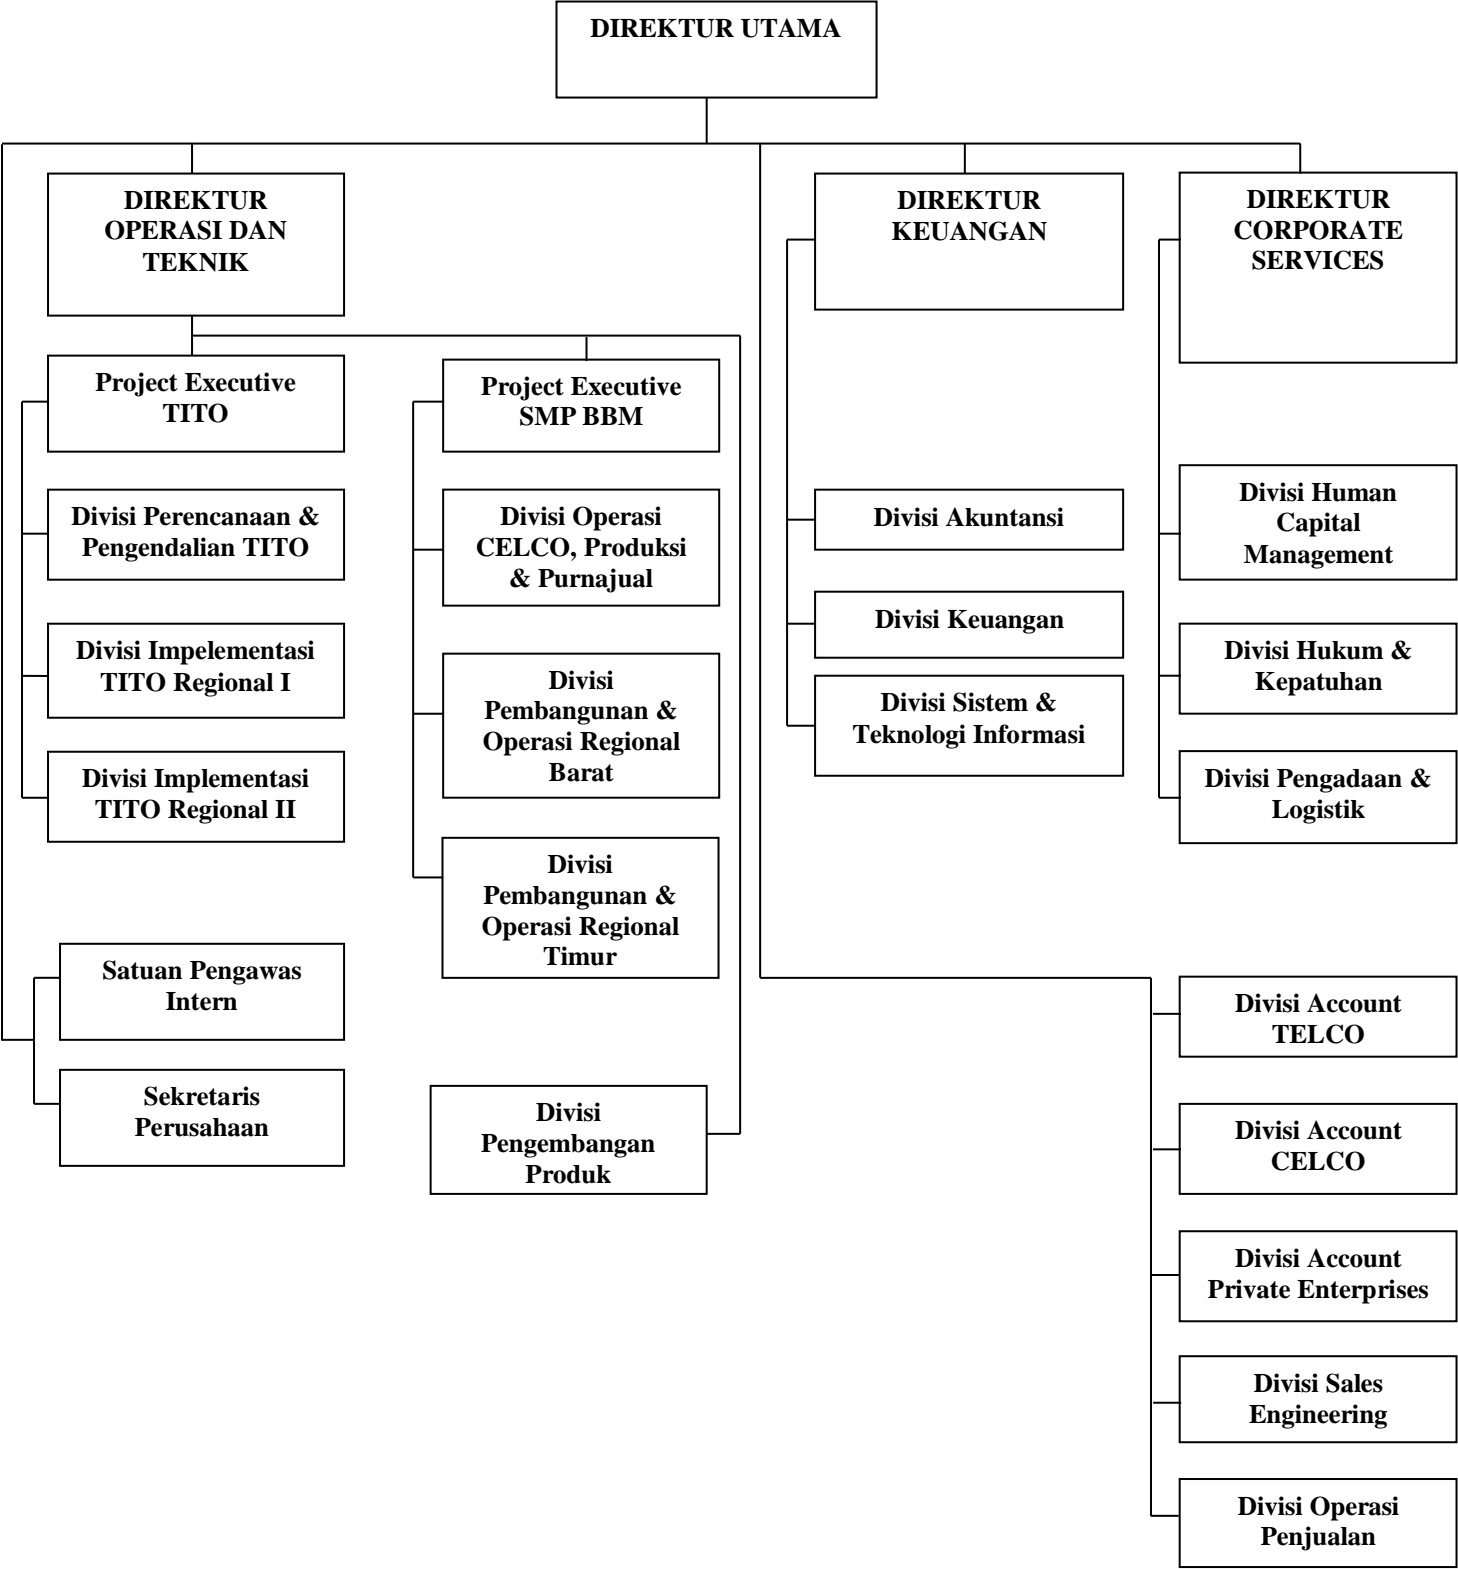 DIREKTUR UTAMA
DIREKTUR
OPERASI DAN
TEKNIK
DIREKTUR
KEUANGAN
DIREKTUR
CORPORATE
SERVICES
Project Executive
TITO
Project Executive
SMP BBM
Divisi Perencanaan &
Pengendalian TITO
Divisi Operasi
CELCO, Produksi
& Purnajual
Divisi Akuntansi
Divisi Human
Capital
Management
Divisi Impelementasi
TITO Regional I
Divisi
Pembangunan &
Operasi Regional
Barat
Divisi Keuangan
Divisi Hukum &
Kepatuhan
Divisi Sistem &
Teknologi Informasi
Divisi Implementasi
TITO Regional II
Divisi
Pembangunan &
Operasi Regional
Timur
Divisi Pengadaan &
Logistik
Satuan Pengawas
Intern
Sekretaris
Perusahaan
Divisi
Pengembangan
Produk
Divisi Account
TELCO
Divisi Account
CELCO
Divisi Account
Private Enterprises
Divisi Sales
Engineering
Divisi Operasi
Penjualan